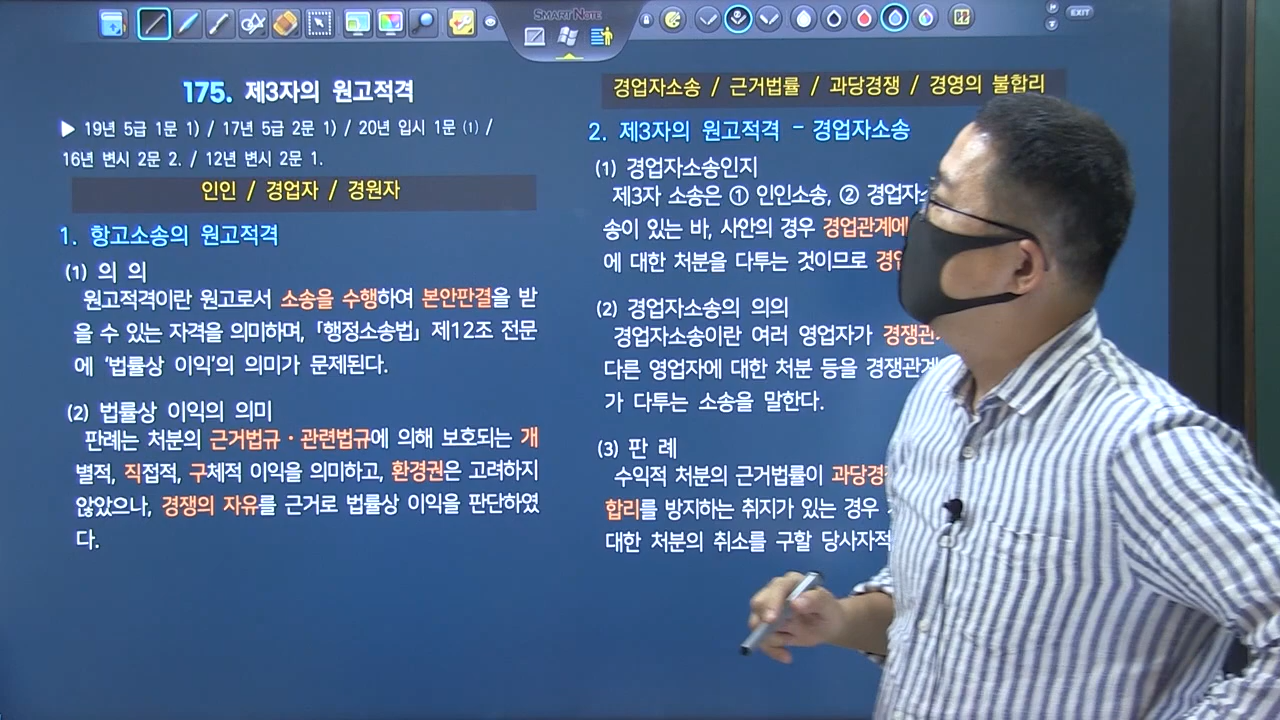 SMART NOTE
EXIT
175. 제3자의 원고적격
▶ 19년 5급 1문 1) / 17년 5급 2문 1) / 20년 입시 1문 (1) /
16년 변시 2문 2. / 12년 변시 2문 1.
인인 / 경업자 / 경원자
1. 항고소송의 원고적격
(1) 의 의
원고적격이란 원고로서 소송을 수행하여 본안판결을 받
을 수 있는 자격을 의미하며, 「행정소송법」 제12조 전문
에 '법률상 이익'의 의미가 문제된다.
(2) 법률상 이익의 의미
판례는 처분의 근거법규·관련법규에 의해 보호되는 개
별적, 직접적, 구체적 이익을 의미하고, 환경권은 고려하지
않았으나, 경쟁의 자유를 근거로 법률상 이익을 판단하였
다.
경업자소송 / 근거법률 / 과당경쟁 / 경영의 불합리
2. 제3자의 원고적격 - 경업자소송
(1) 경업자소송인지
제3자 소송은 ① 인인소송, ② 경업자
송이 있는 바, 사안의 경우 경업관계에
에 대한 처분을 다투는 것이므로
(2) 경업자소송의 의의
경업자소송이란 여러 영업자가 경쟁관
다른 영업자에 대한 처분 등을 경쟁관계
가 다투는 소송을 말한다.
(3) 판 례
수익적 처분의 근거법률이 과당경
합리를 방지하는 취지가 있는 경우
대한 처분의 취소를 구할 당사자적